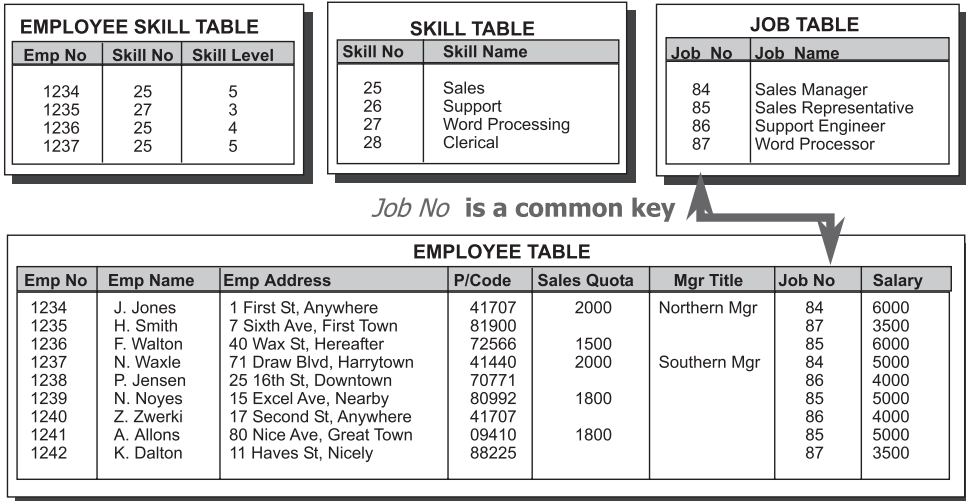 EMPLOYEE SKILL TABLE
Emp No Skill No Skill Level
1234 25 5
1235 27 3
1236 25 4
1237 25 5
SKILL TABLE
Skill No Skill Name
25 Sales
26 Support
27 Word Processing
28 Clerical
JOB TABLE
Job No Job Name
84 Sales Manager
85 Sales Representative
86 Support Engineer
87 Word Processor
Job No is a common key
EMPLOYEE TABLE
Emp No Emp Name Emp Address P/Code Sales Quota Mgr Title Job No Salary
1234 J. Jones 1 First St, Anywhere 41707 2000 Northern Mgr 84 6000
1235 H. Smith 7 Sixth Ave, First Town 81900 87 3500
1236 F. Walton 40 Wax St, Hereafter 72566 1500 85 6000
1237 N. Waxle 71 Draw Blvd, Harrytown 41440 2000 Southern Mgr 84 5000
1238 P. Jensen 25 16th St, Downtown 70771 86 4000
1239 N. Noyes 15 Excel Ave, Nearby 80992 1800 85 5000
1240 Z. Zwerki 17 Second St, Anywhere 41707 86 4000
1241 A. Allons 80 Nice Ave, Great Town 09410 1800 85 5000
1242 K. Dalton 11 Haves St, Nicely 88225 87 3500